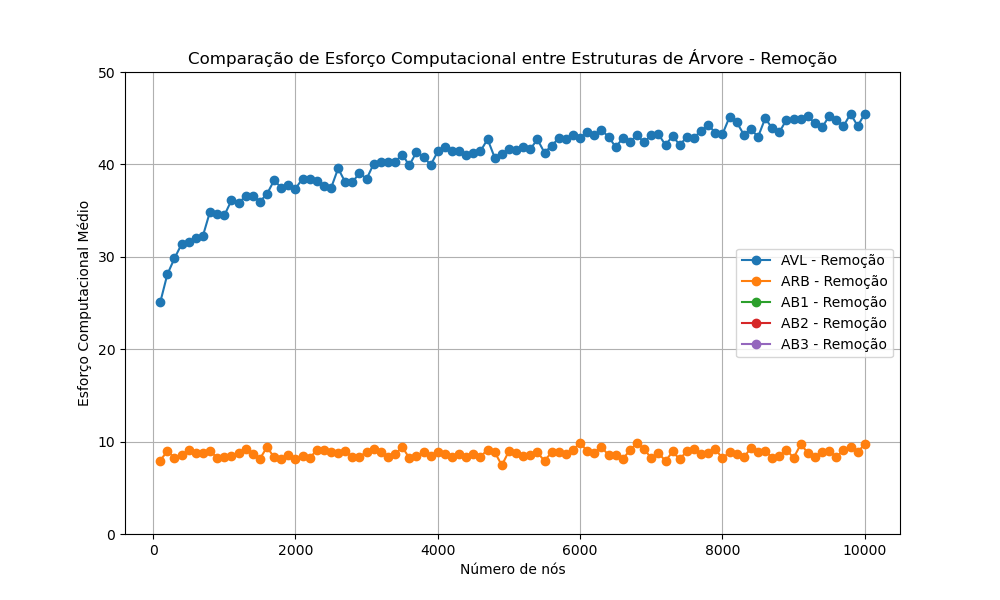 Comparação de Esforço Computacional entre Estruturas de Árvore - Remoção
Esforço Computacional Médio
50
40
30
20
10
0
AVL - Remoção
ARB - Remoção
AB1 - Remoção
AB2 - Remoção
AB3 - Remoção
0 2000 4000 6000 8000 10000
Número de nós